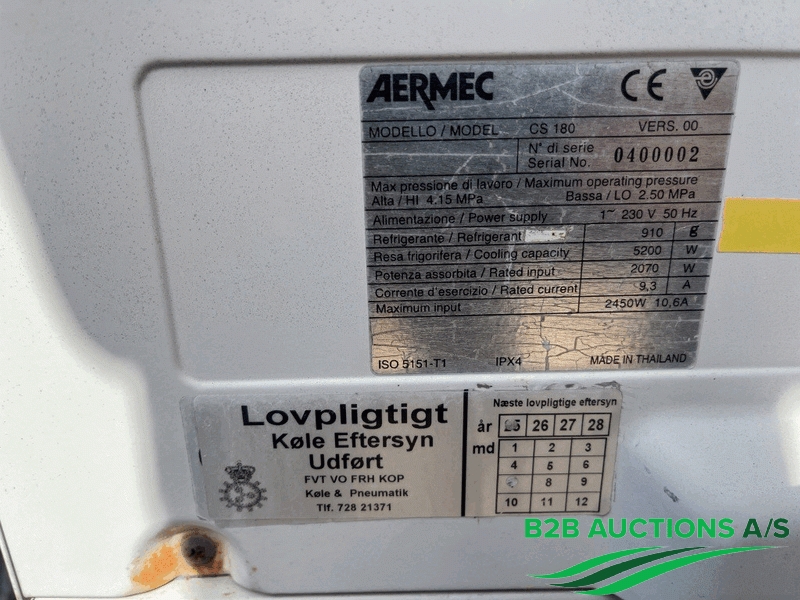 AERMEC CE
MODELLO / MODEL CS 180 VERS. 00
N° di serie
Serial No. 0400002
Max pressione di lavoro / Maximum operating pressure
Alta / HI 4.15 MPa Bassa / LO 2.50 MPa
Alimentazione / Power supply 1~ 230 V 50 Hz
Refrigerante / Refrigerant 910 g
Resa frigorifera / Cooling capacity 5200 W
Potenza assorbita / Rated input 2070 W
Corrente d'esercizio / Rated current 9,3 A
Maximum input 2450W 10,6A
ISO 5151-T1 IPX4 MADE IN THAILAND
Lovpligtigt
Køle Eftersyn
Udført
FVT VO FRH KOP
Køle & Pneumatik
Tlf. 728 21371
Næste lovpligtige eftersyn
år 26 27 28
md 1 2 3
4 5 6
8 9
10 11 12
B2B AUCTIONS A/S